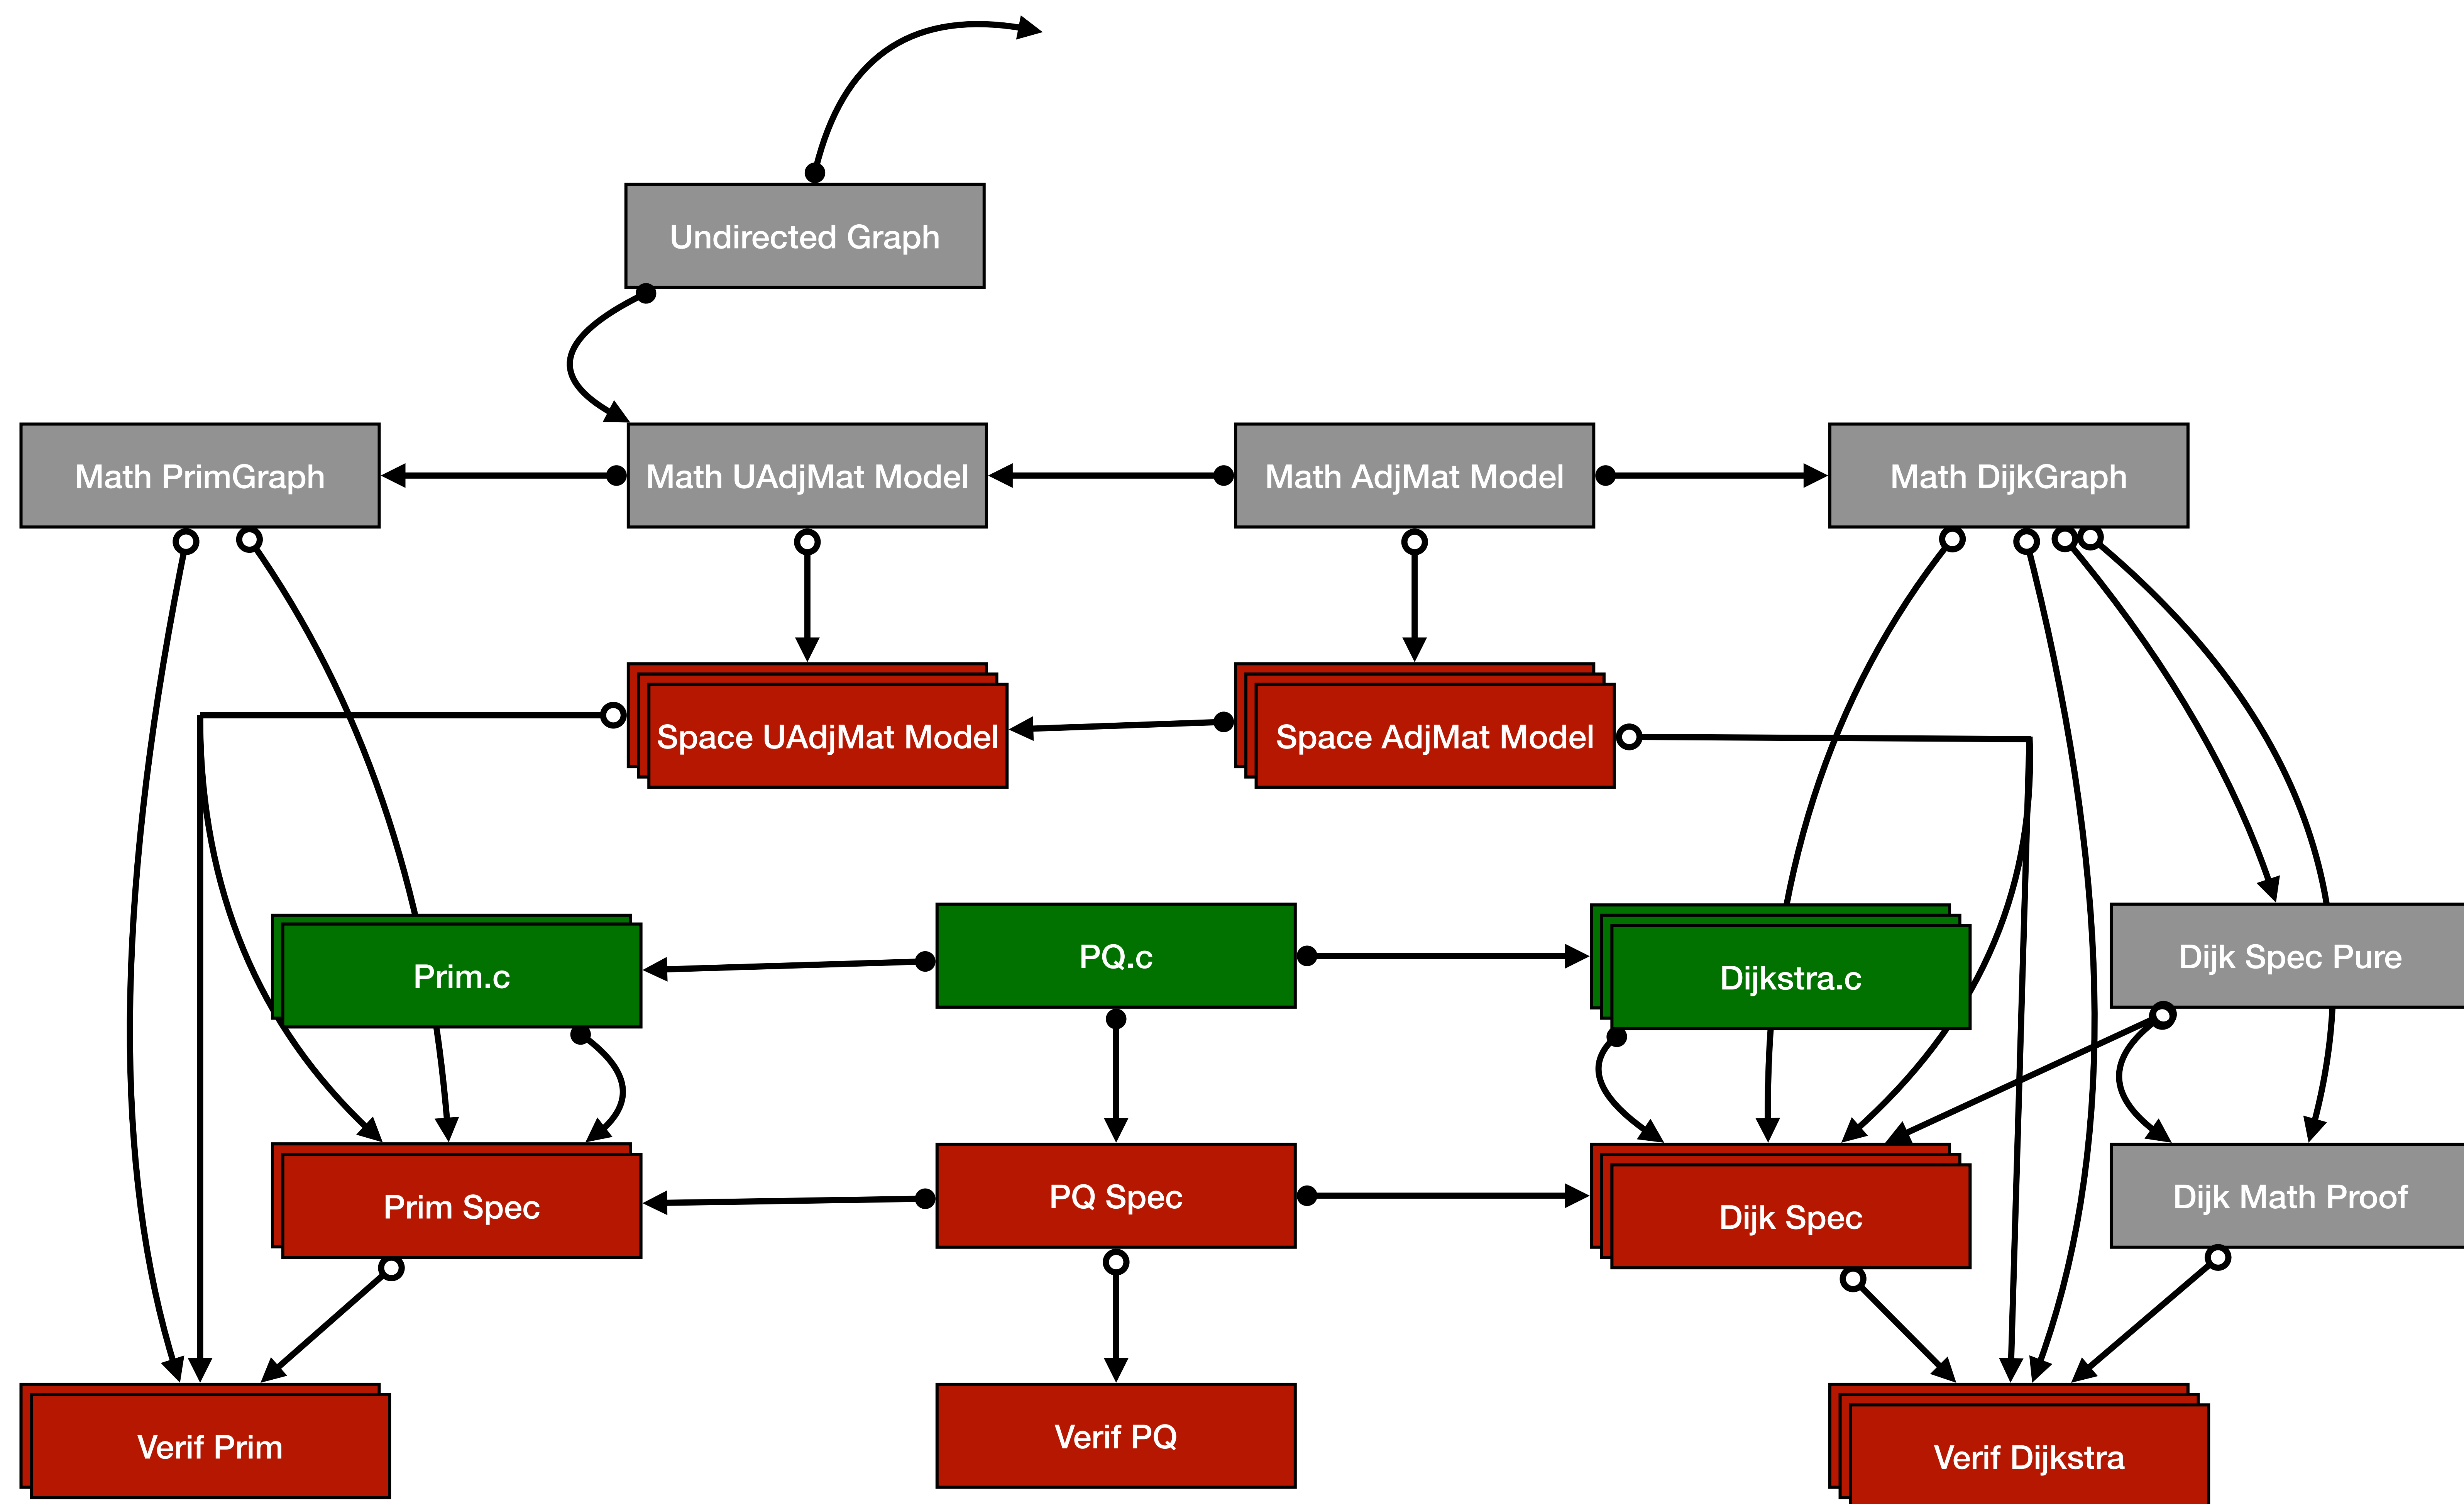 Undirected Graph
Math PrimGraph
Math UAdjMat Model
Math AdjMat Model
Math DijkGraph
Space UAdjMat Model
Space AdjMat Model
Prim.c
PQ.c
Dijkstra.c
Dijk Spec Pure
Prim Spec
PQ Spec
Dijk Spec
Dijk Math Proof
Verif Prim
Verif PQ
Verif Dijkstra